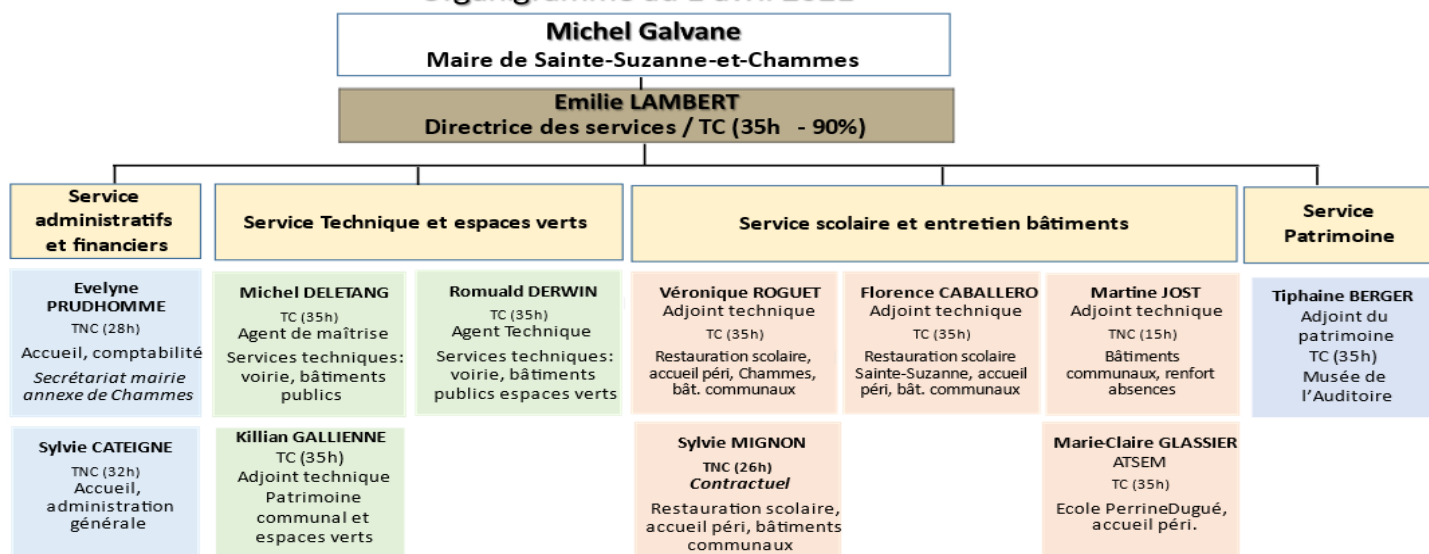 Organigramme au 1 avril 2022
Michel Galvane
Maire de Sainte-Suzanne-et-Chammes
Emilie LAMBERT
Directrice des services / TC (35h - 90%)
Service
administratifs
et financiers
Service Technique et espaces verts
Service scolaire et entretien bâtiments
Service
Patrimoine
Evelyne
PRUDHOMME
TNC (28h)
Accueil, comptabilité
Secrétariat mairie
annexe de Chammes
Michel DELETANG
TC (35h)
Agent de maîtrise
Services techniques:
voirie, bâtiments
publics
Romuald DERWIN
TC (35h)
Agent Technique
Services techniques:
voirie, bâtiments
publics espaces verts
Véronique ROGUET
Adjoint technique
TC (35h)
Restauration scolaire,
accueil péri, Chammes,
bât. communaux
Florence CABALLERO
Adjoint technique
TC (35h)
Restauration scolaire
Sainte-Suzanne, accueil
péri, bât. communaux
Martine JOST
Adjoint technique
TNC (15h)
Bâtiments
communaux, renfort
absences
Tiphaine BERGER
Adjoint du
patrimoine
TC (35h)
Musée de
l'Auditoire
Sylvie CATEIGNE
TNC (32h)
Accueil,
administration
générale
Killian GALLIENNE
TC (35h)
Adjoint technique
Patrimoine
communal et
espaces verts
Sylvie MIGNON
TNC (26h)
Contractuel
Restauration scolaire,
accueil péri, bâtiments
communaux
Marie-Claire GLASSIER
ATSEM
TC (35h)
Ecole PerrineDugué,
accueil péri.